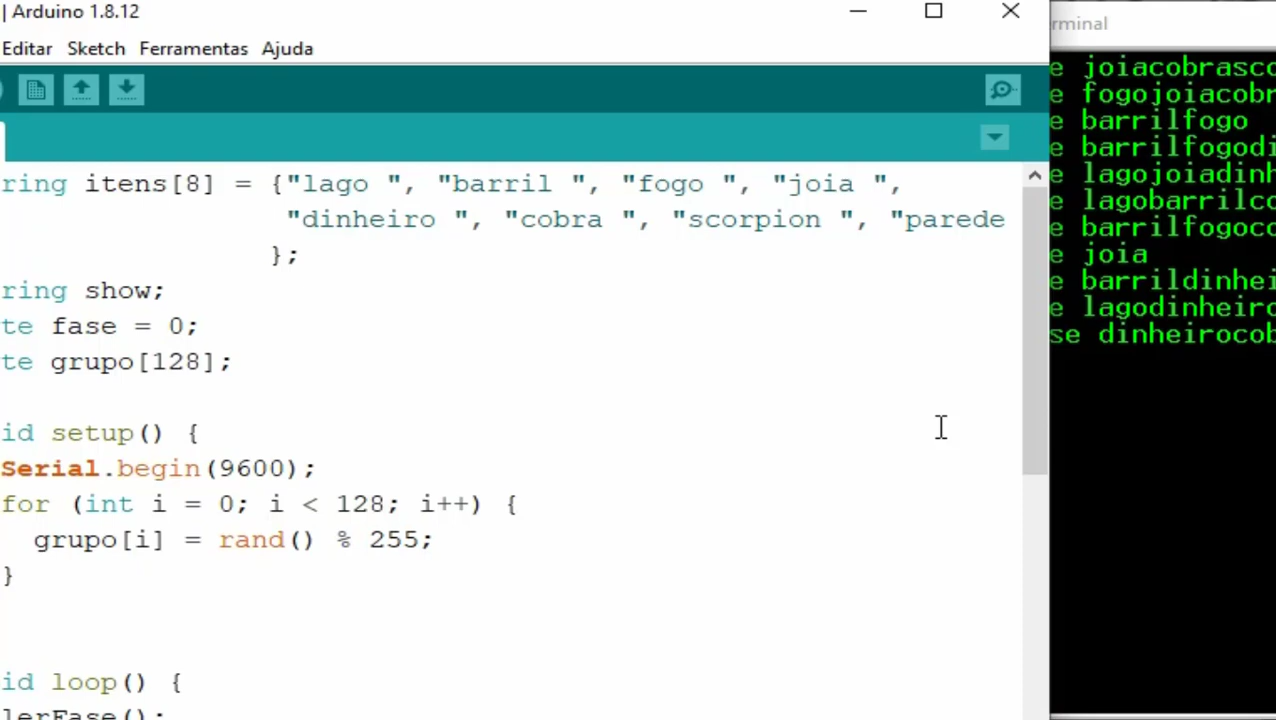 | Arduino 1.8.12
Editar Sketch Ferramentas Ajuda
ring itens[8] = {"lago ", "barril ", "fogo ", "joia ",
"dinheiro ", "cobra ", "scorpion ", "parede
};
ring show;
te fase = 0;
te grupo[128];
id setup() {
Serial.begin(9600);
for (int i = 0; i < 128; i++) {
grupo[i] = rand() % 255;
}
id loop() {
lerFase();
rminal
e joiacobrasco
e fogojoiacobr
e barrilfogo
e barrilfogodi
e lagojoiadinh
e lagobarrilco
e barrilfogoco
e joia
e barrildinhei
e lagodinheiro
se dinheirocob